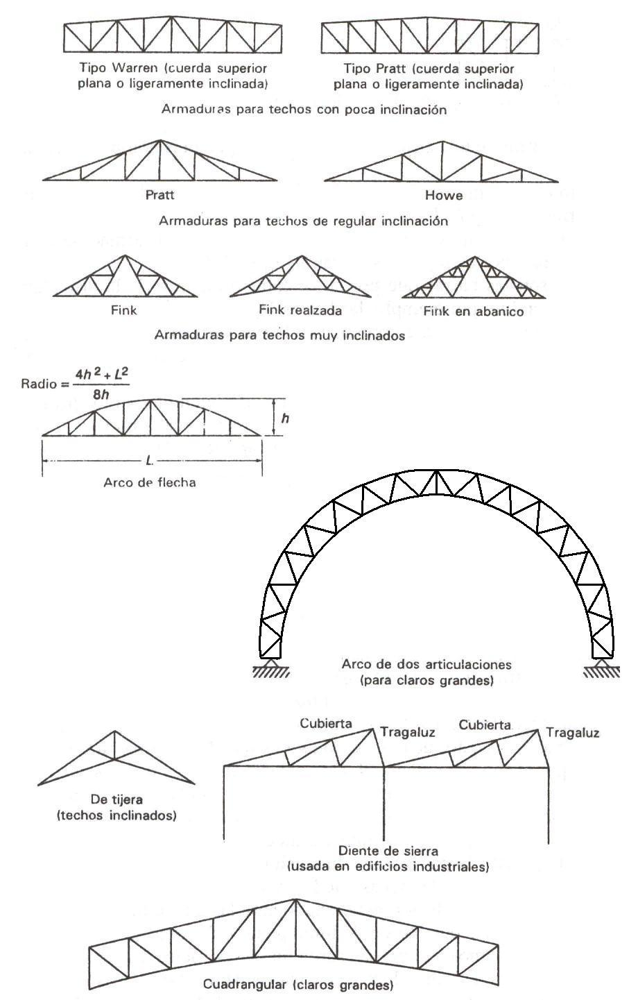 Tipo Warren (cuerda superior
plana o ligeramente inclinada)
Tipo Pratt (cuerda superior
plana o ligeramente inclinada)
Armaduras para techos con poca inclinación
Pratt
Howe
Armaduras para techos de regular inclinación
Fink
Fink realzada
Fink en abanico
Armaduras para techos muy inclinados
Radio = 4h² + L² / 8h
h
L
Arco de flecha
Arco de dos articulaciones
(para claros grandes)
Cubierta
Tragaluz
Cubierta
Tragaluz
De tijera
(techos inclinados)
Diente de sierra
(usada en edificios industriales)
Cuadrangular (claros grandes)